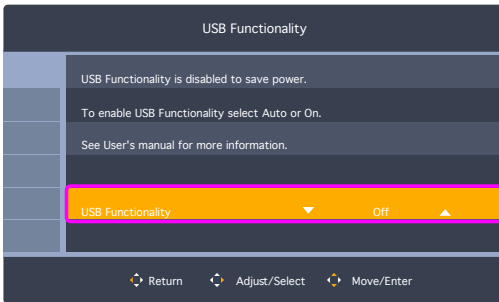 USB Functionality
USB Functionality is disabled to save power.
To enable USB Functionality select Auto or On.
See User's manual for more information.
USB Functionality Off
Return Adjust/Select Move/Enter